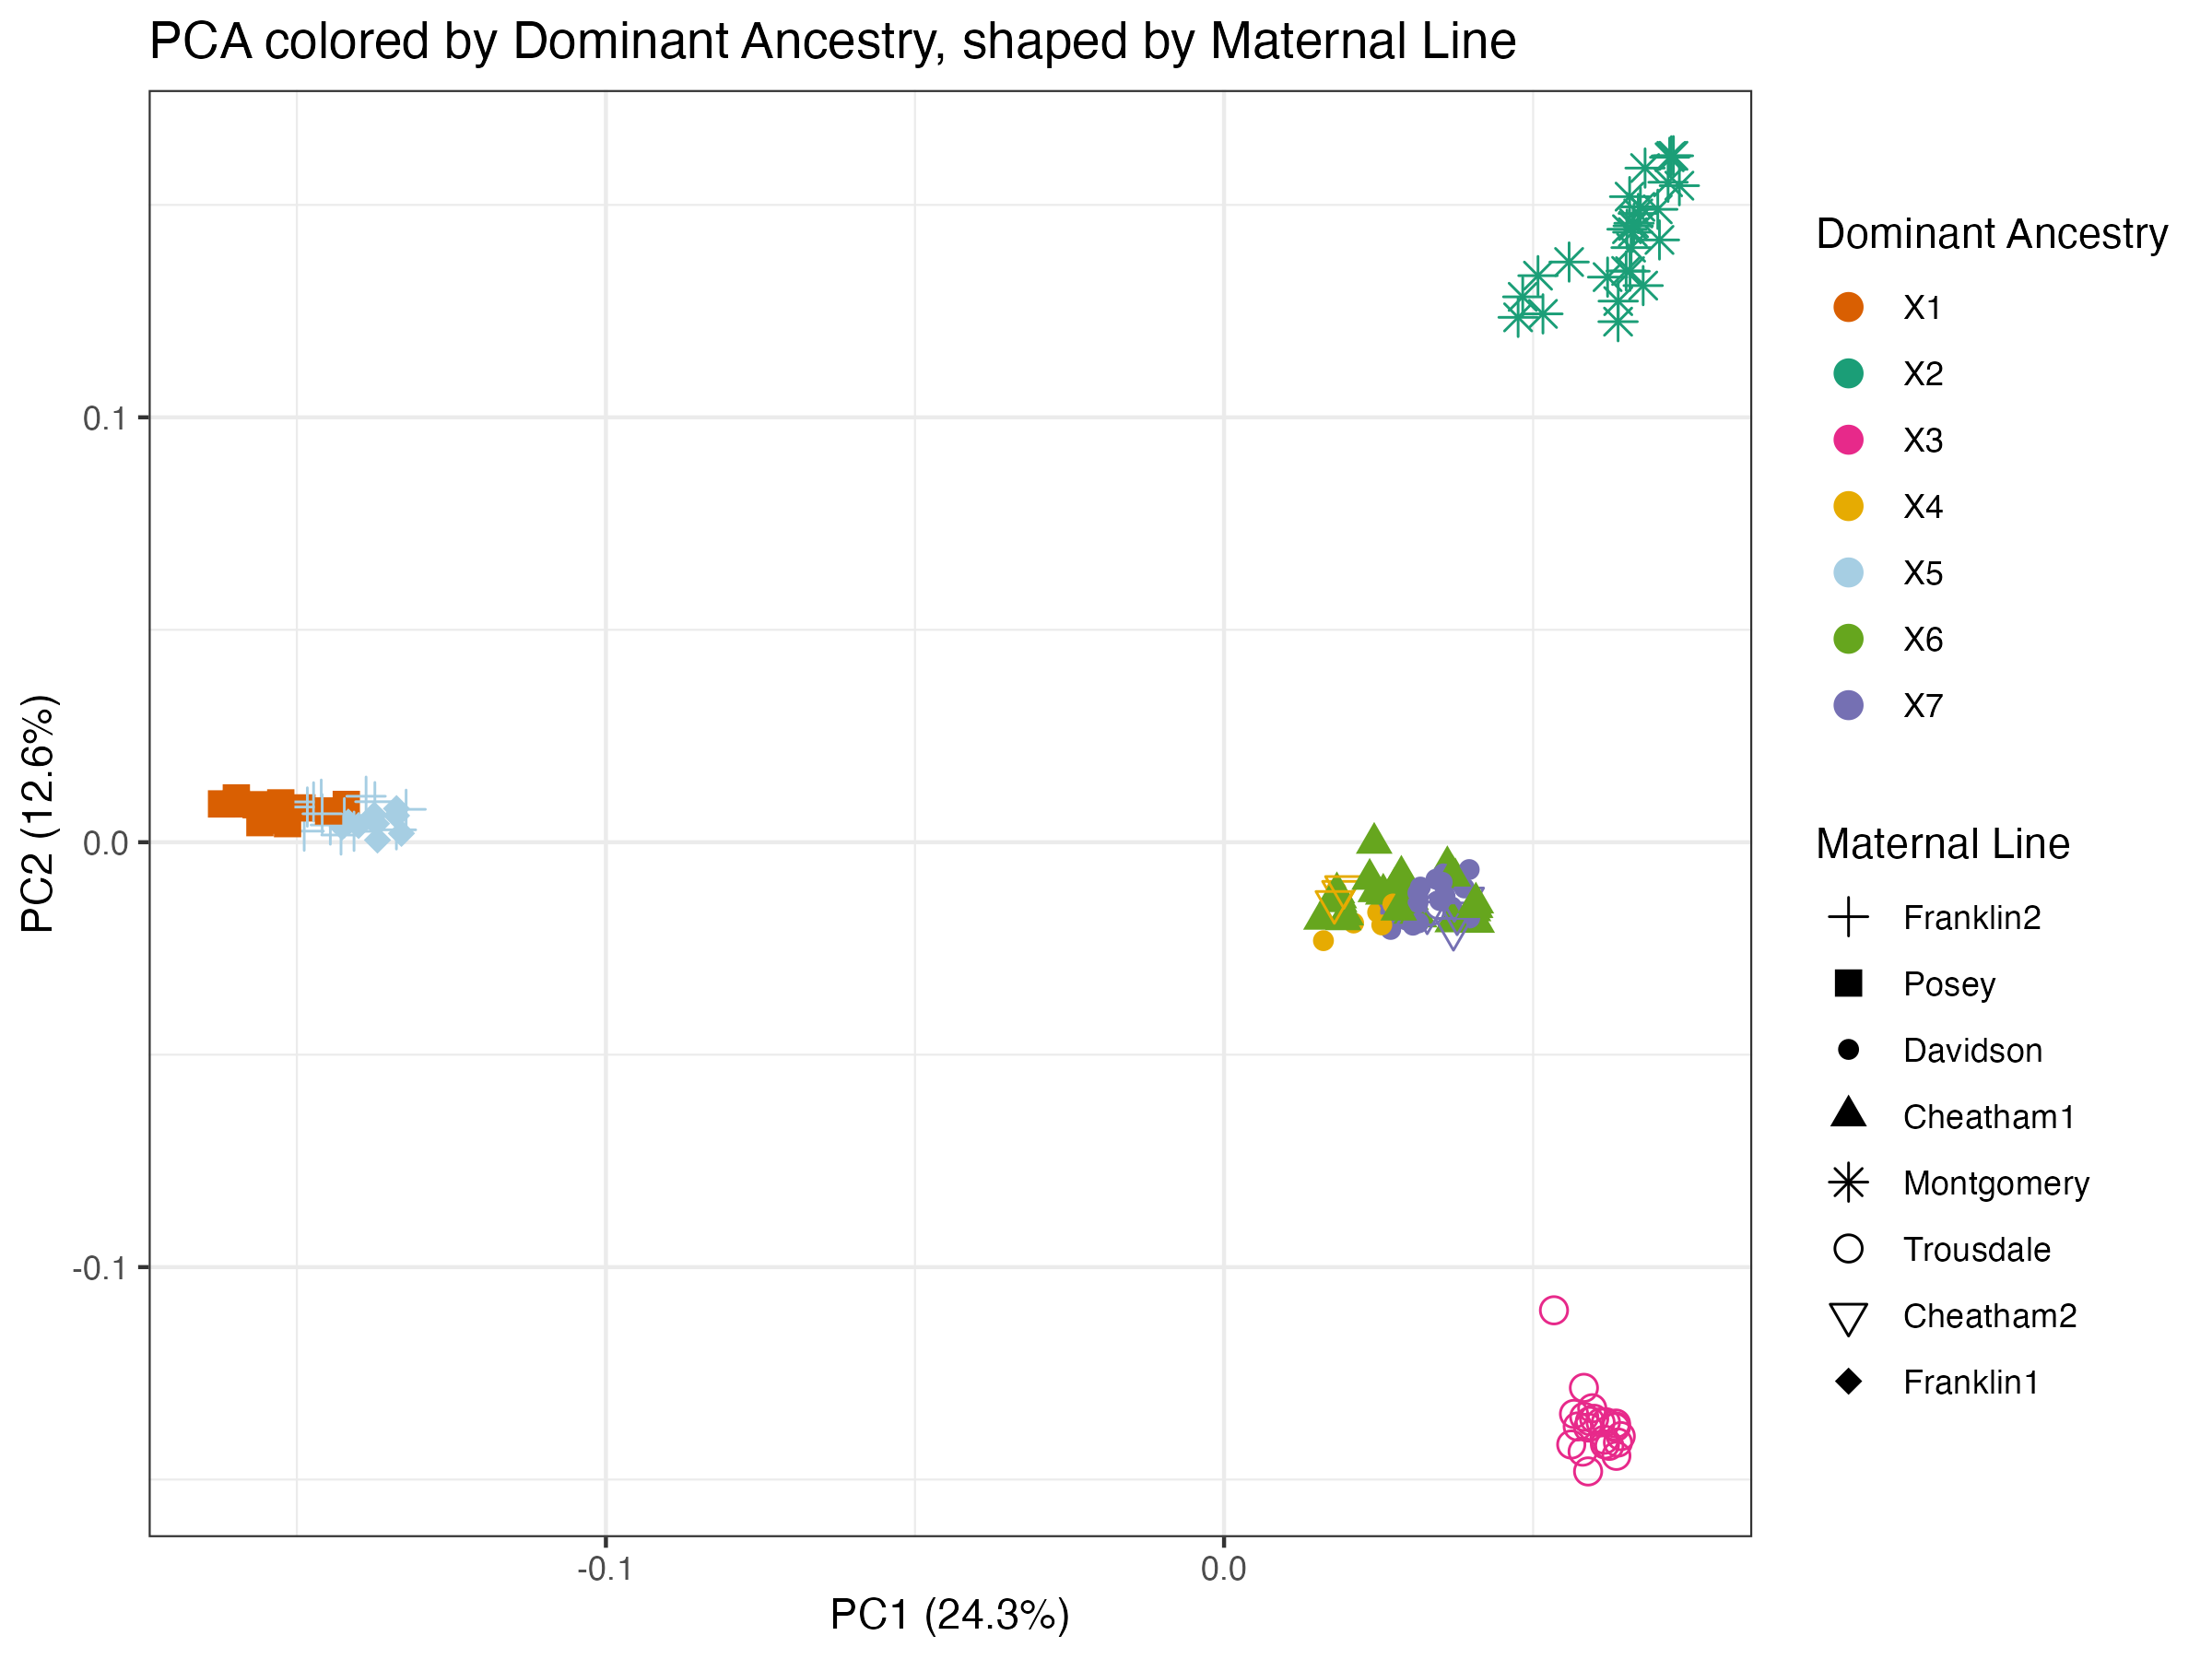 PCA colored by Dominant Ancestry, shaped by Maternal Line
PC2 (12.6%)
0.1
0.0
-0.1
-0.1
0.0
PC1 (24.3%)
Dominant Ancestry
X1
X2
X3
X4
X5
X6
X7
Maternal Line
Franklin2
Posey
Davidson
Cheatham1
Montgomery
Trousdale
Cheatham2
Franklin1